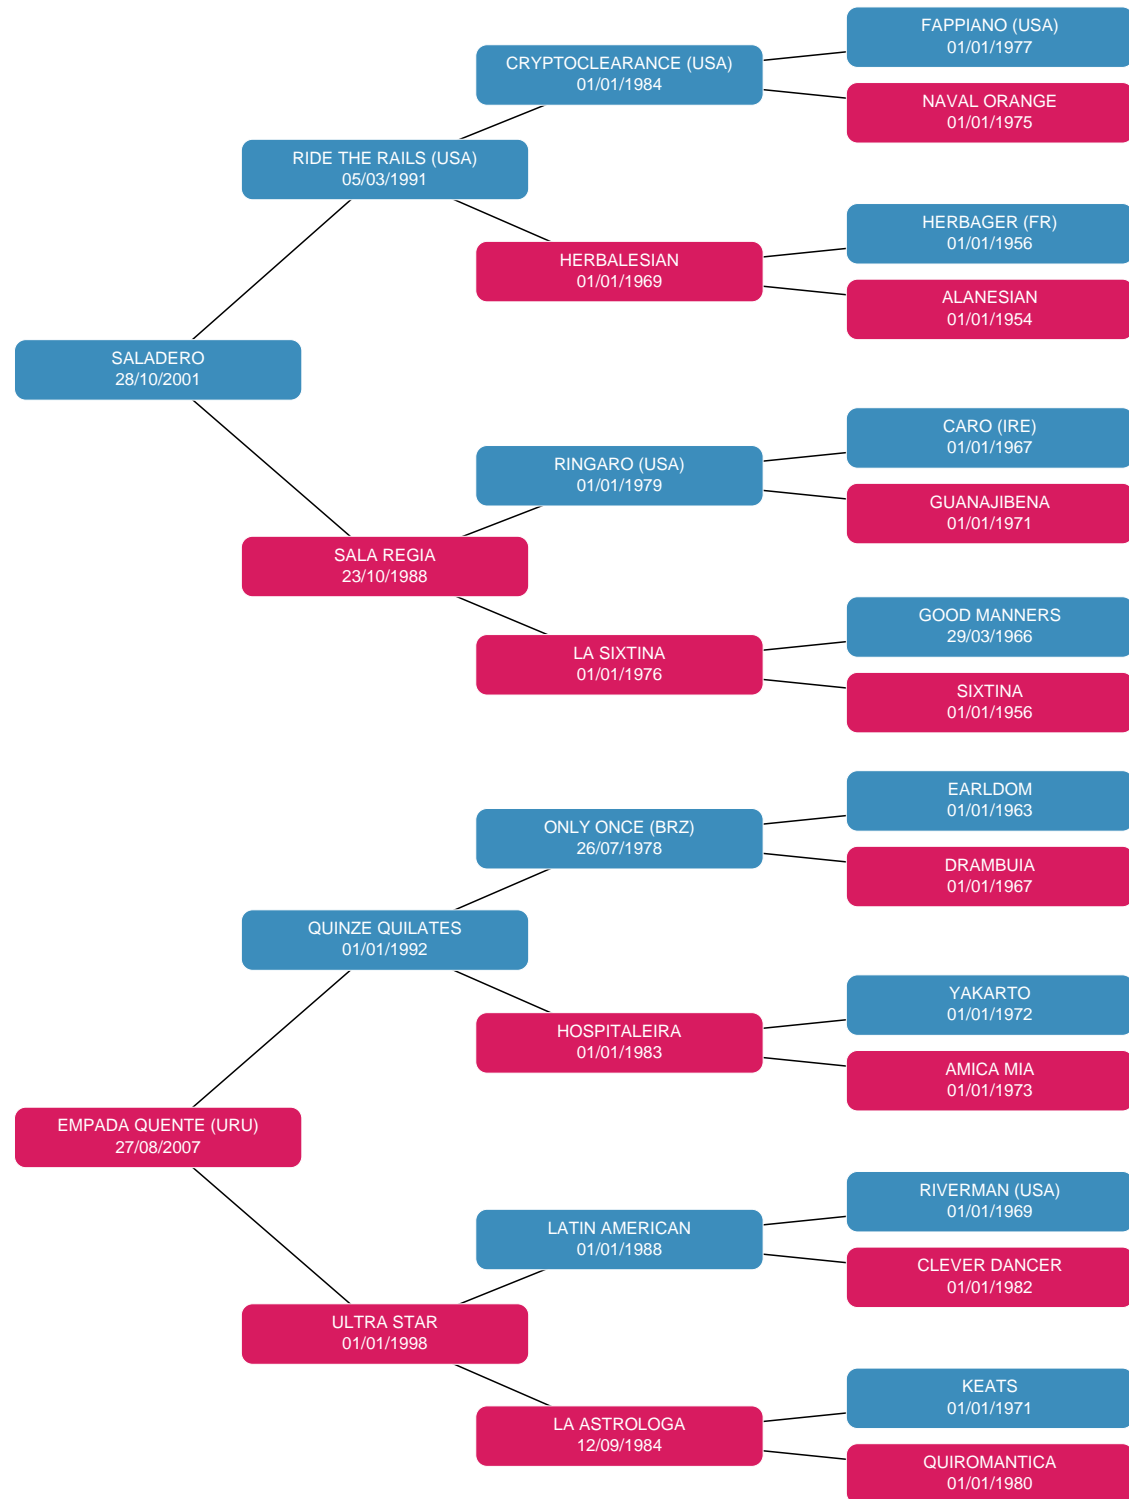 FAPPIANO (USA)
01/01/1977
CRYPTOCLEARANCE (USA)
01/01/1984
NAVAL ORANGE
01/01/1975
RIDE THE RAILS (USA)
05/03/1991
HERBAGER (FR)
01/01/1956
HERBALESIAN
01/01/1969
ALANESIAN
01/01/1954
SALADERO
28/10/2001
CARO (IRE)
01/01/1967
RINGARO (USA)
01/01/1979
GUANAJIBENA
01/01/1971
SALA REGIA
23/10/1988
GOOD MANNERS
29/03/1966
LA SIXTINA
01/01/1976
SIXTINA
01/01/1956
EARLDOM
01/01/1963
ONLY ONCE (BRZ)
26/07/1978
DRAMBUIA
01/01/1967
QUINZE QUILATES
01/01/1992
YAKARTO
01/01/1972
HOSPITALEIRA
01/01/1983
AMICA MIA
01/01/1973
EMPADA QUENTE (URU)
27/08/2007
RIVERMAN (USA)
01/01/1969
LATIN AMERICAN
01/01/1988
CLEVER DANCER
01/01/1982
ULTRA STAR
01/01/1998
KEATS
01/01/1971
LA ASTROLOGA
12/09/1984
QUIROMANTICA
01/01/1980